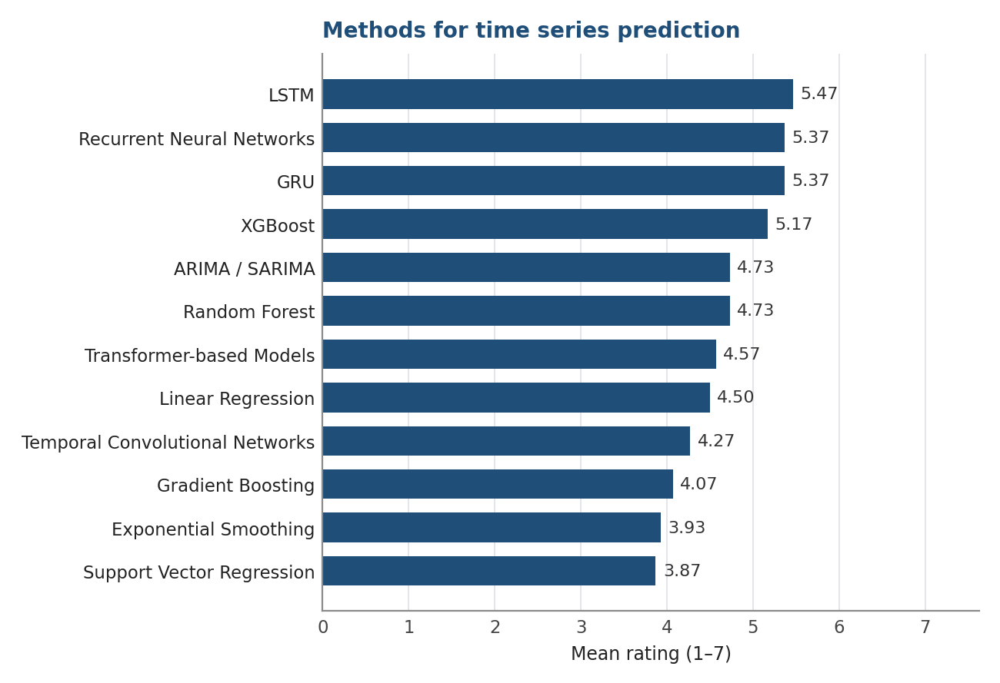 Methods for time series prediction
LSTM 5.47
Recurrent Neural Networks 5.37
GRU 5.37
XGBoost 5.17
ARIMA / SARIMA 4.73
Random Forest 4.73
Transformer-based Models 4.57
Linear Regression 4.50
Temporal Convolutional Networks 4.27
Gradient Boosting 4.07
Exponential Smoothing 3.93
Support Vector Regression 3.87
0 1 2 3 4 5 6 7
Mean rating (1–7)